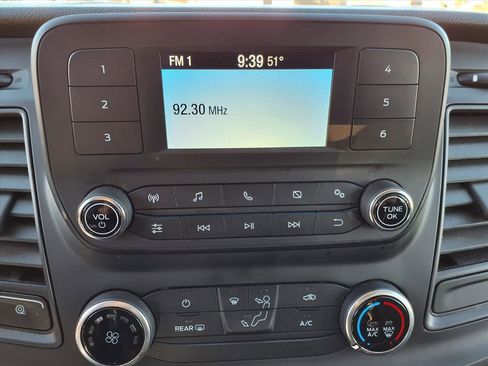 FM 1 9:39 51°
92.30 MHz
1
2
3
4
5
6
VOL
TUNE
OK
REAR
A/C
MAX
A/C
MAX